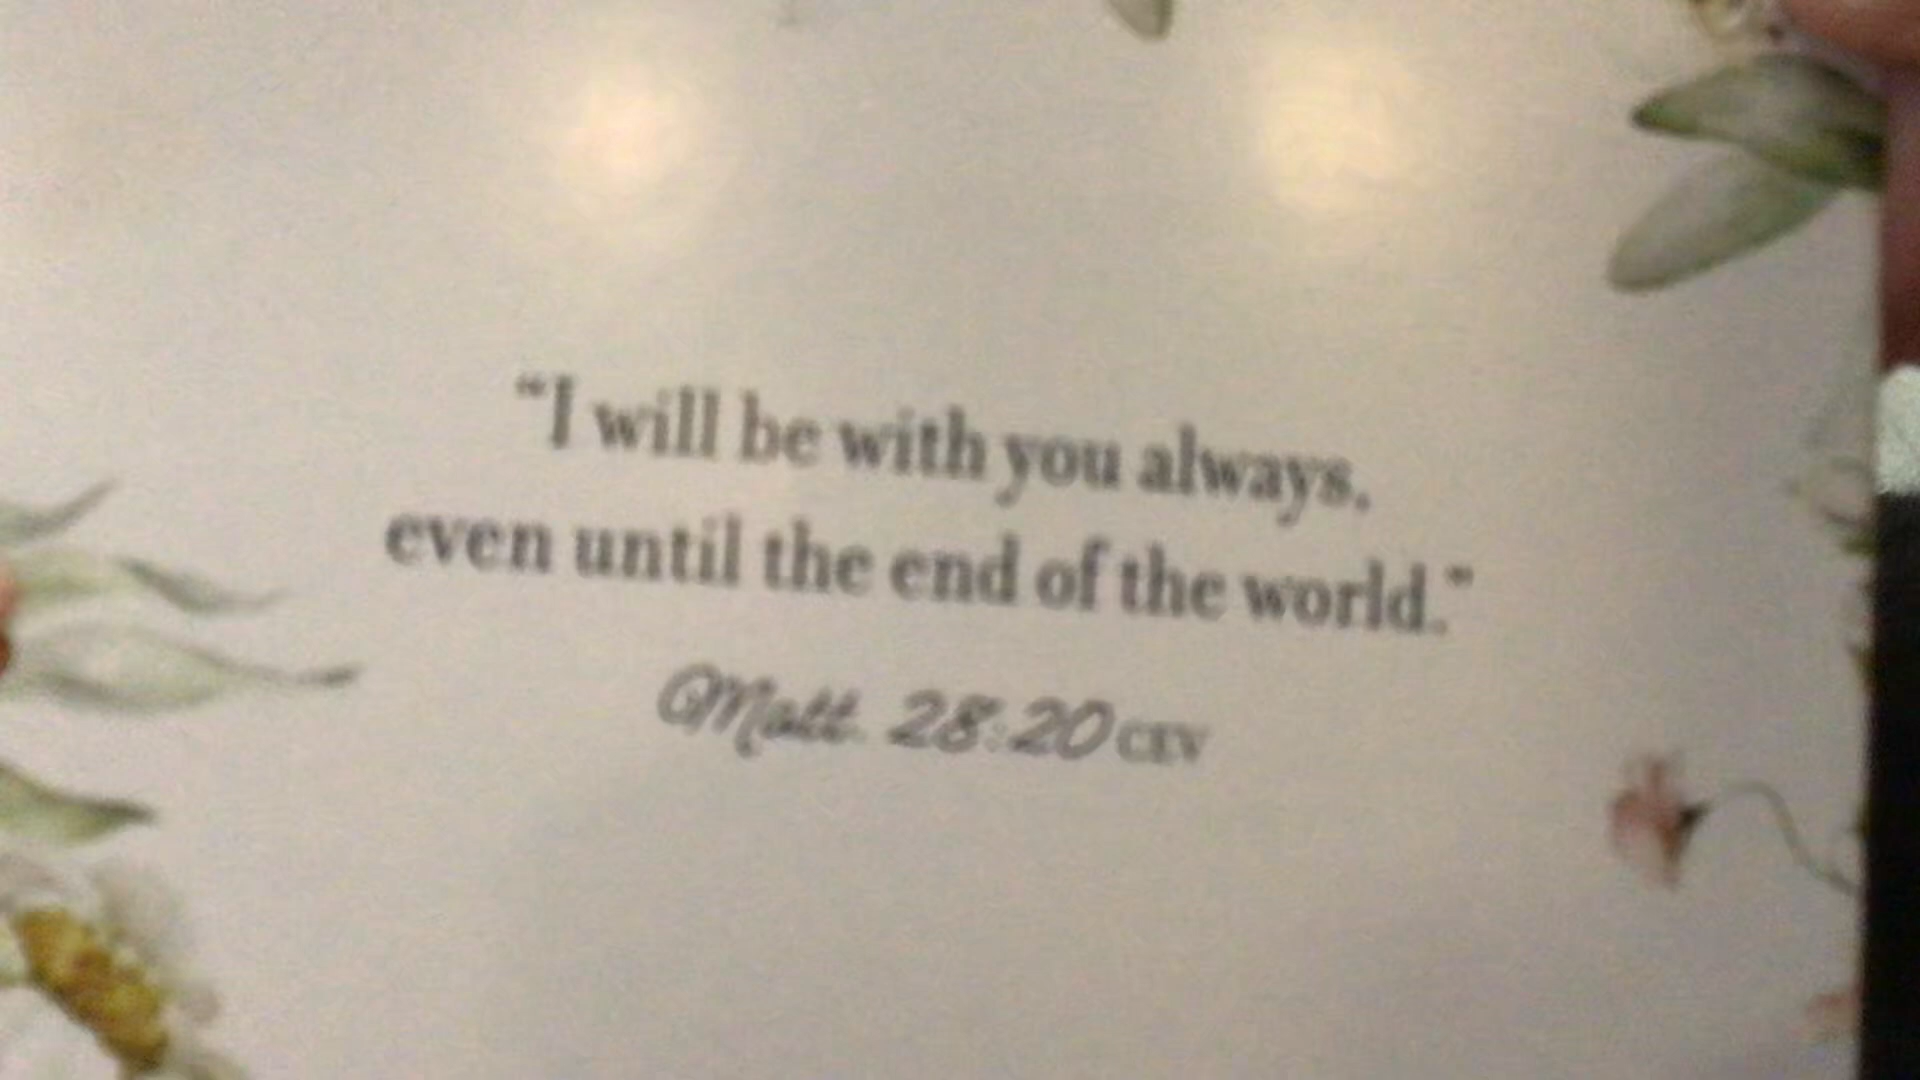 “I will be with you always,
even until the end of the world.”
Matt. 28:20 CEV